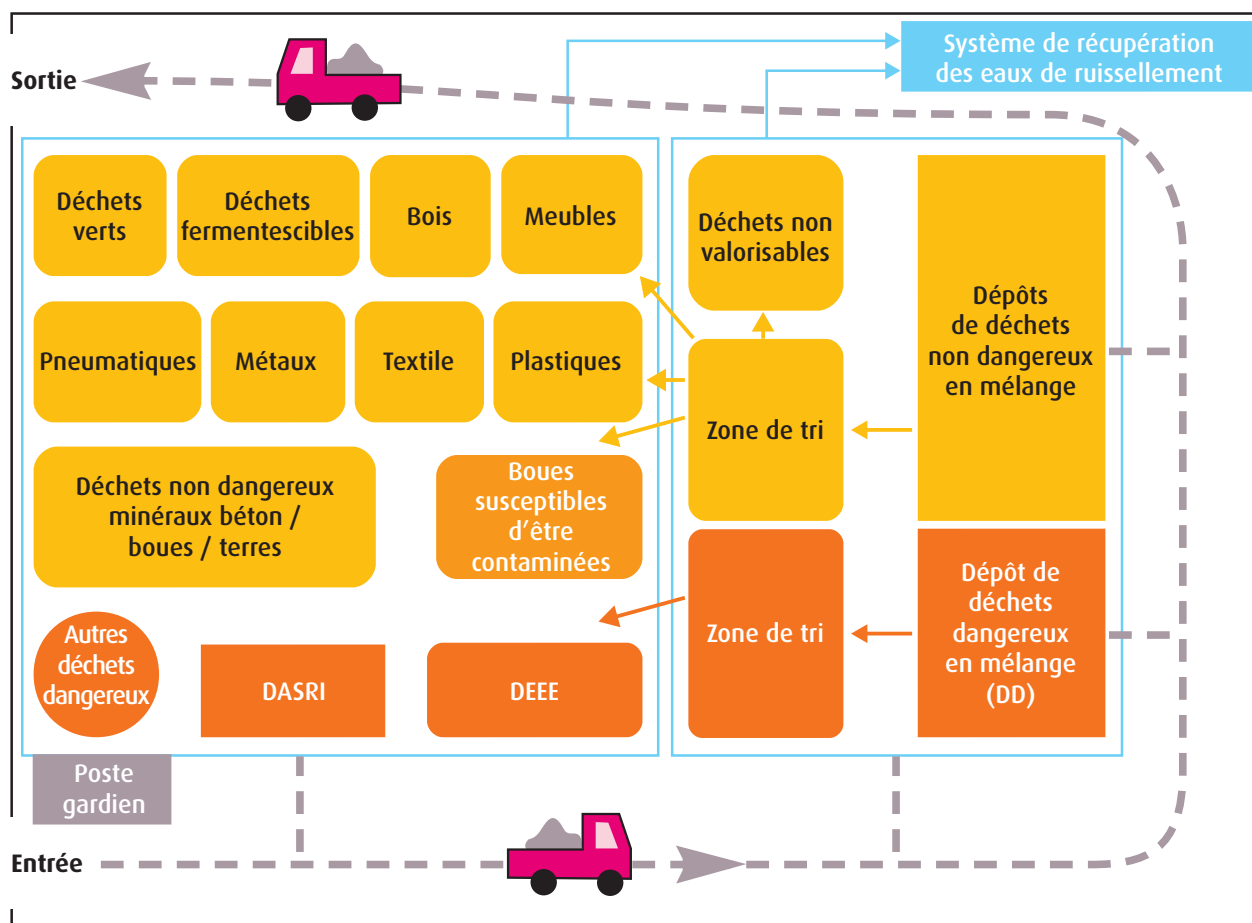 Système de récupération
des eaux de ruissellement
Sortie
Déchets
verts
Déchets
fermentescibles
Bois
Meubles
Déchets non
valorisables
Dépôts
de déchets
non dangereux
en mélange
Pneumatiques
Métaux
Textile
Plastiques
Zone de tri
Déchets non dangereux
minéraux béton /
boues / terres
Boues
susceptibles
d'être
contaminées
Autres
déchets
dangereux
DASRI
DEEE
Zone de tri
Dépôt de
déchets
dangereux
en mélange
(DD)
Poste
gardien
Entrée